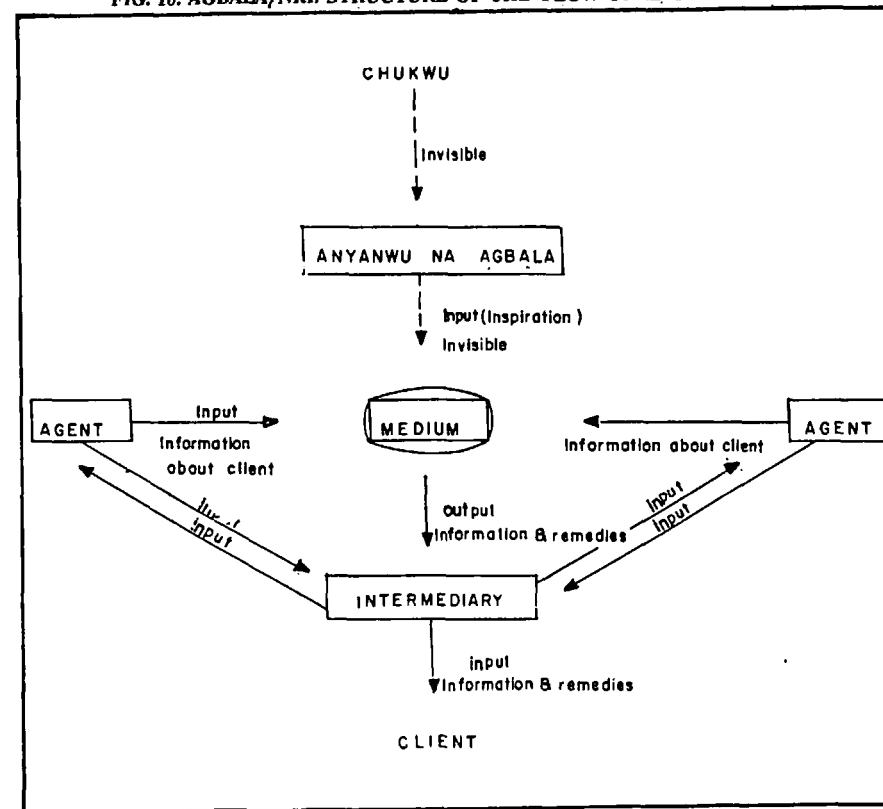 FIG. 10. AGBALA/NRI: STRUCTURE OF THE FLOW
CHUKWU
Invisible
ANYANWU NA AGBALA
Input (Inspiration)
Invisible
AGENT
Input
Information
about client
MEDIUM
Information about client
AGENT
output
Information & remedies
Input
Input
Input
INTERMEDIARY
input
Information & remedies
CLIENT